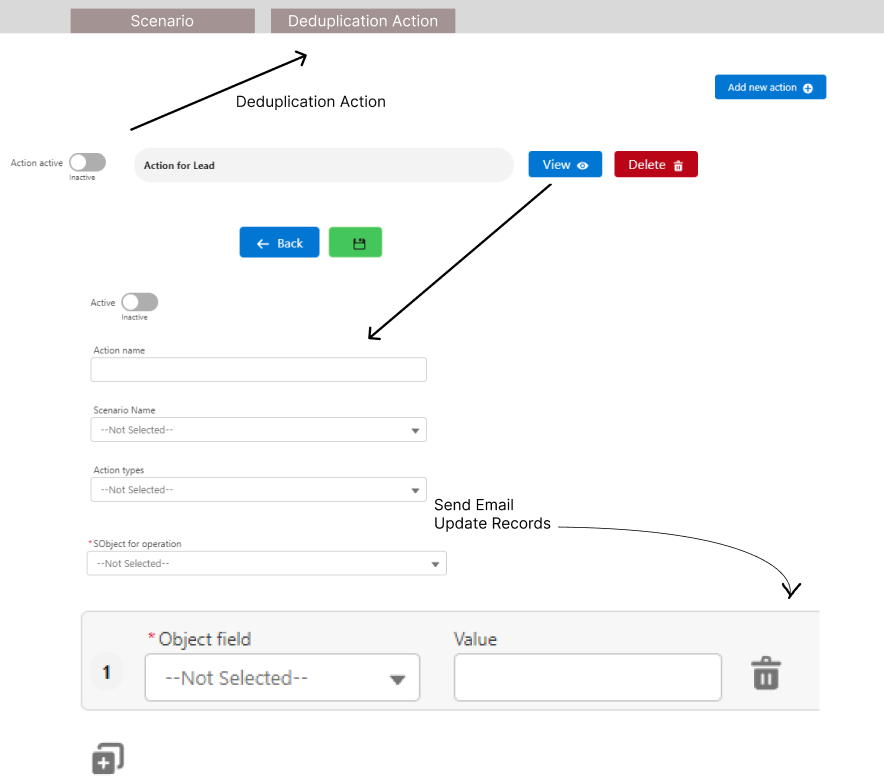 Scenario
Deduplication Action
Deduplication Action
Add new action
Action active
Inactive
Action for Lead
View
Delete
Back
Active
Inactive
Action name
Scenario Name
--Not Selected--
Action types
--Not Selected--
Send Email
Update Records
*SObject for operation
--Not Selected--
* Object field
Value
1
--Not Selected--